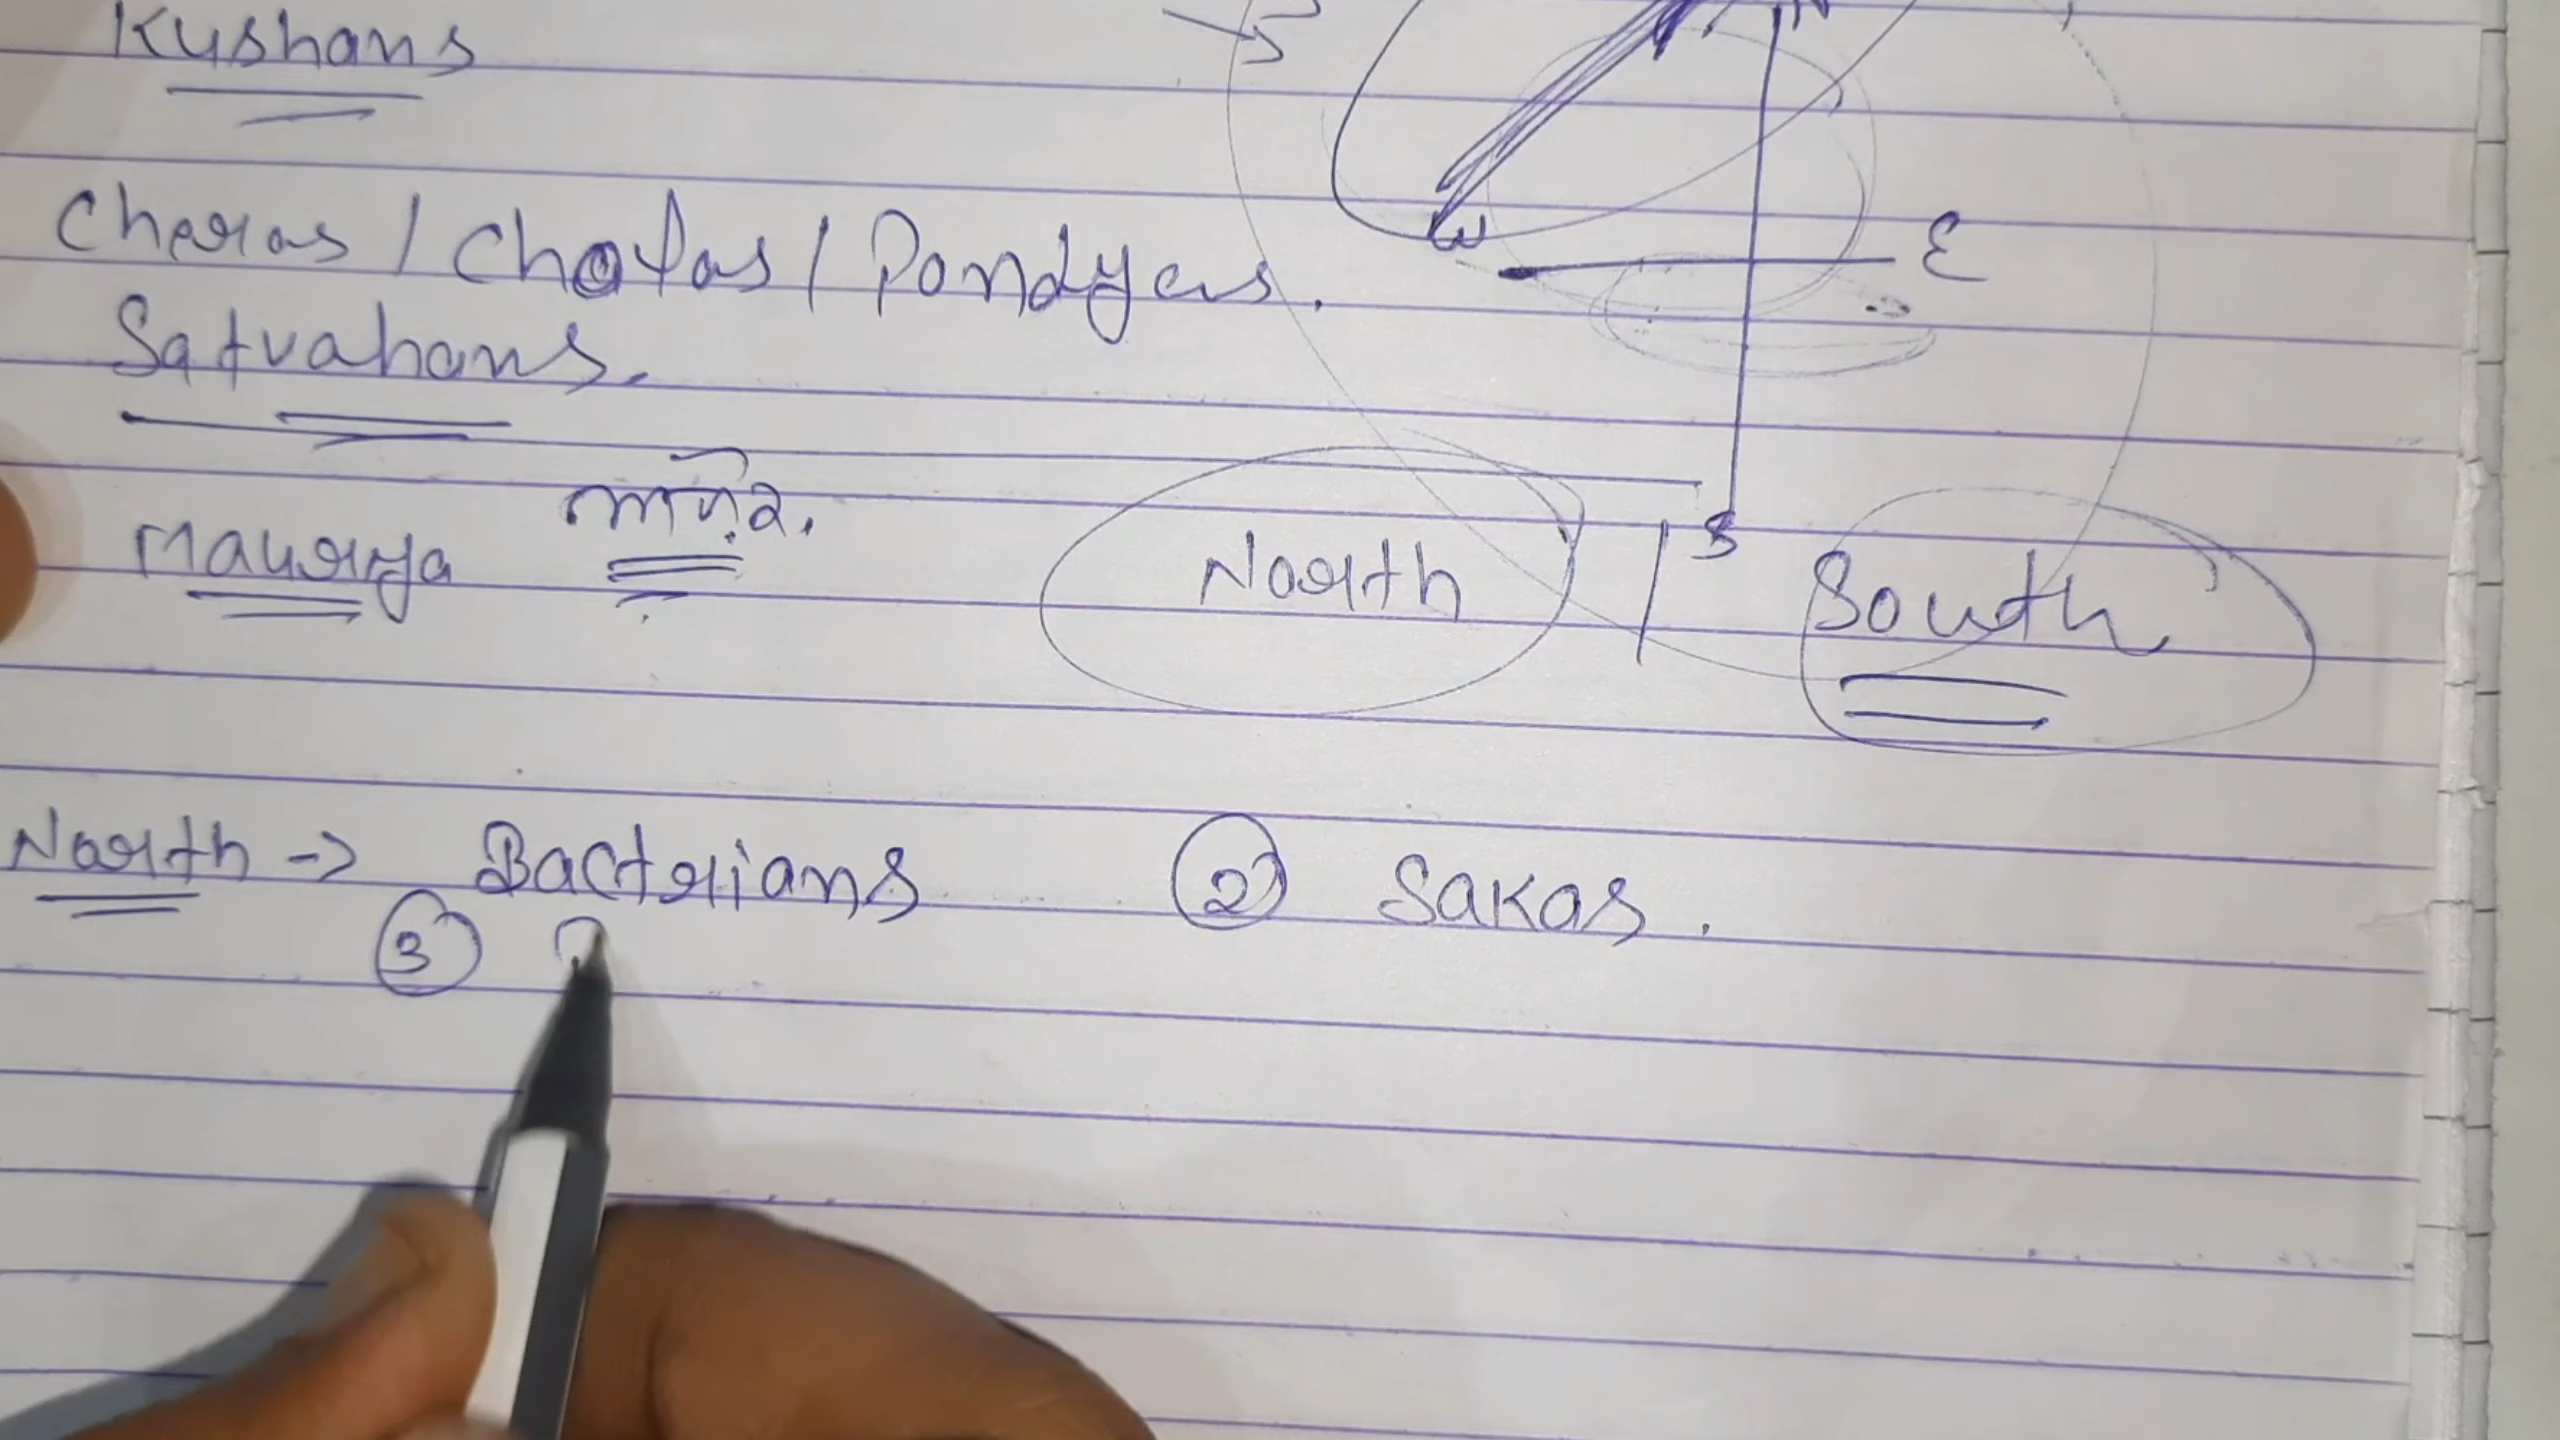 Kushans
N
W E
Cheras / Cholas / Pandyas.
Satvahans.
S
Maurya
North / South
North -> Bactrians 2 Sakas.
3